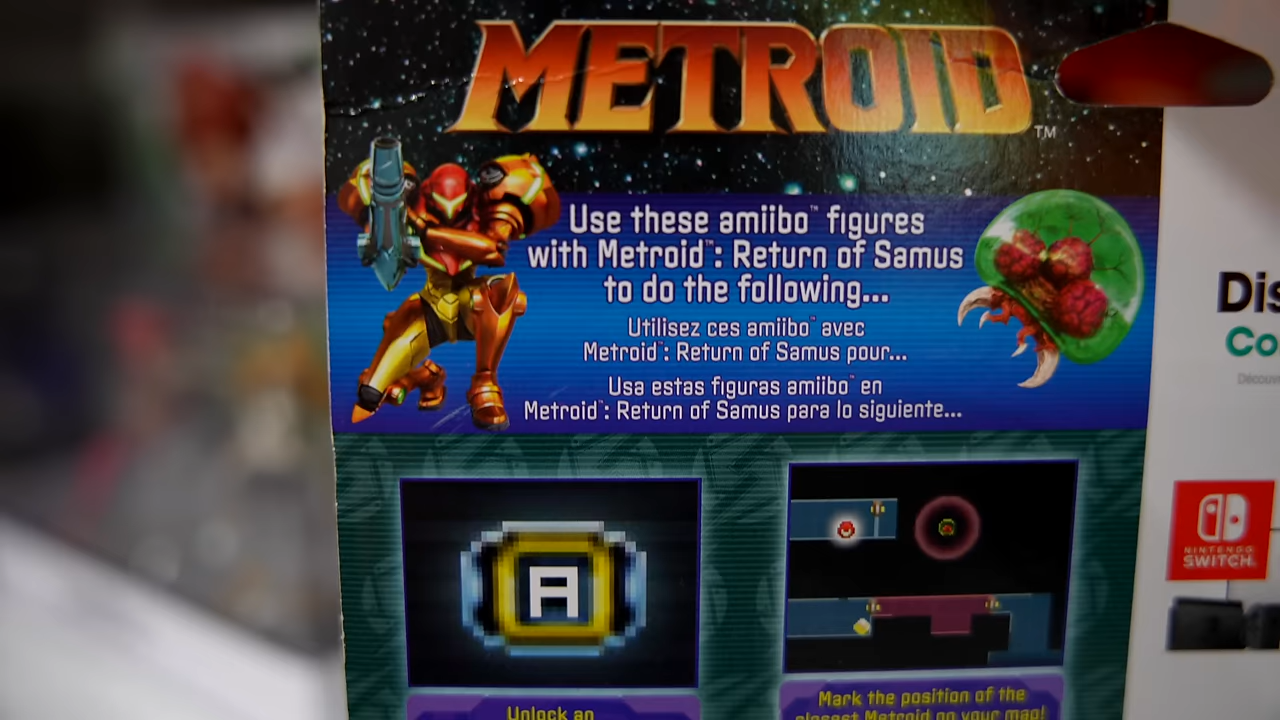 METROID™
Use these amiibo™ figures
with Metroid™: Return of Samus
to do the following...
Utilisez ces amiibo™ avec
Metroid™: Return of Samus pour...
Usa estas figuras amiibo™ en
Metroid™: Return of Samus para lo siguiente...
A
Unlock an
Mark the position of the
closest Metroid on your map!
Dis
Co
Découv
NINTENDO
SWITCH